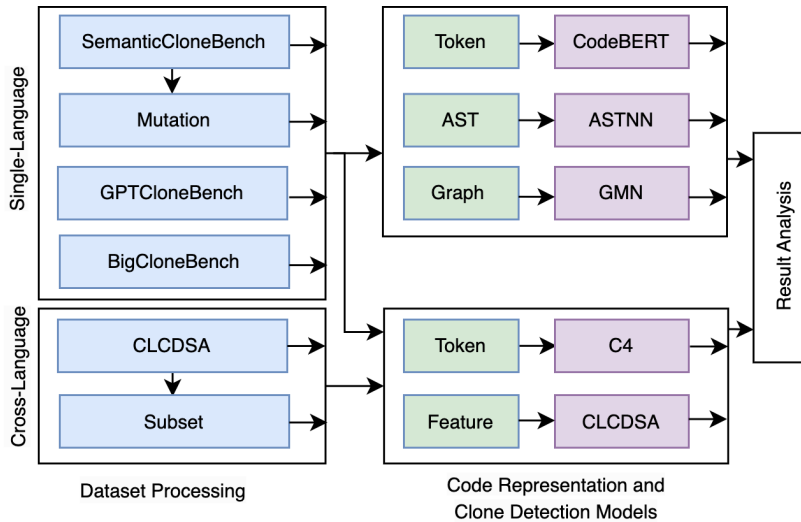 Single-Language
SemanticCloneBench
Mutation
GPTCloneBench
BigCloneBench
Token
CodeBERT
AST
ASTNN
Graph
GMN
Cross-Language
CLCDSA
Subset
Token
C4
Feature
CLCDSA
Result Analysis
Dataset Processing
Code Representation and
Clone Detection Models